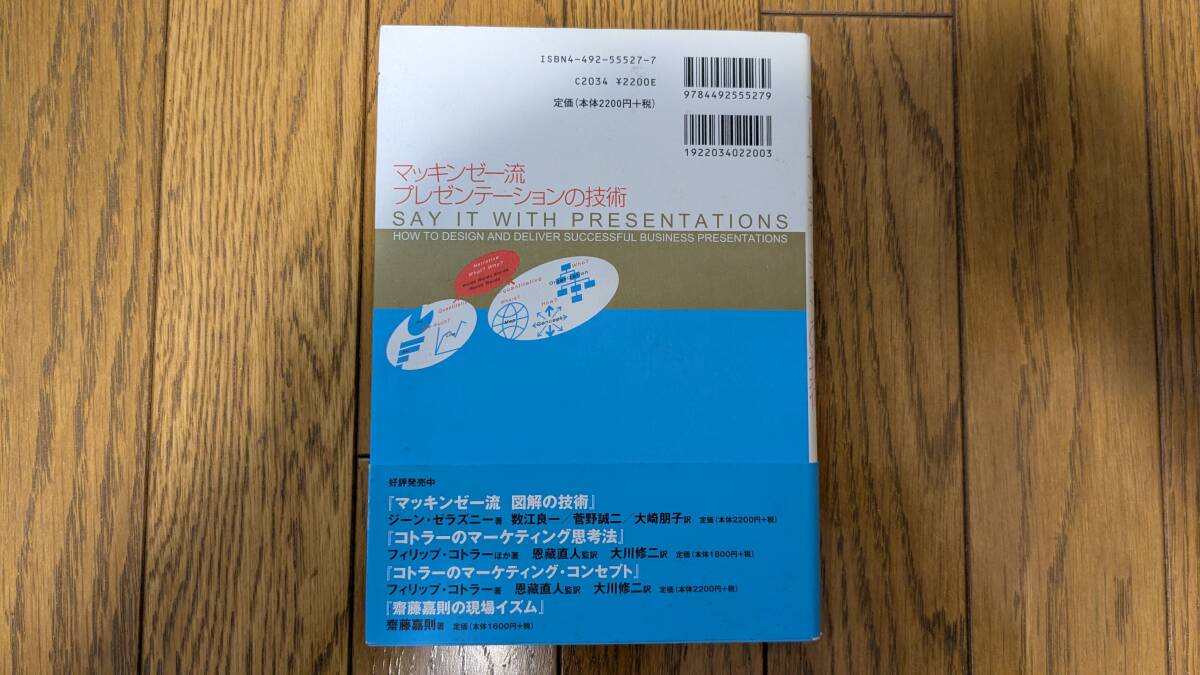 ISBN4-492-55527-7
C2034 ¥2200E
定価(本体2200円+税)
9784492555279
1922034022003
マッキンゼー流
プレゼンテーションの技術
SAY IT WITH PRESENTATIONS
HOW TO DESIGN AND DELIVER SUCCESSFUL BUSINESS PRESENTATIONS
Narrative
What? Why?
Who?
Quantitative
Where?
How?
Map
Concept
好評発売中
『マッキンゼー流 図解の技術』
ジーン・ゼラズニー著 数江良一/菅野誠二/大崎朋子訳 定価(本体2200円+税)
『コトラーのマーケティング思考法』
フィリップ・コトラーほか著 恩藏直人監訳 大川修二訳 定価(本体1800円+税)
『コトラーのマーケティング・コンセプト』
フィリップ・コトラー著 恩藏直人監訳 大川修二訳 定価(本体2200円+税)
『齋藤嘉則の現場イズム』
齋藤嘉則著 定価(本体1600円+税)